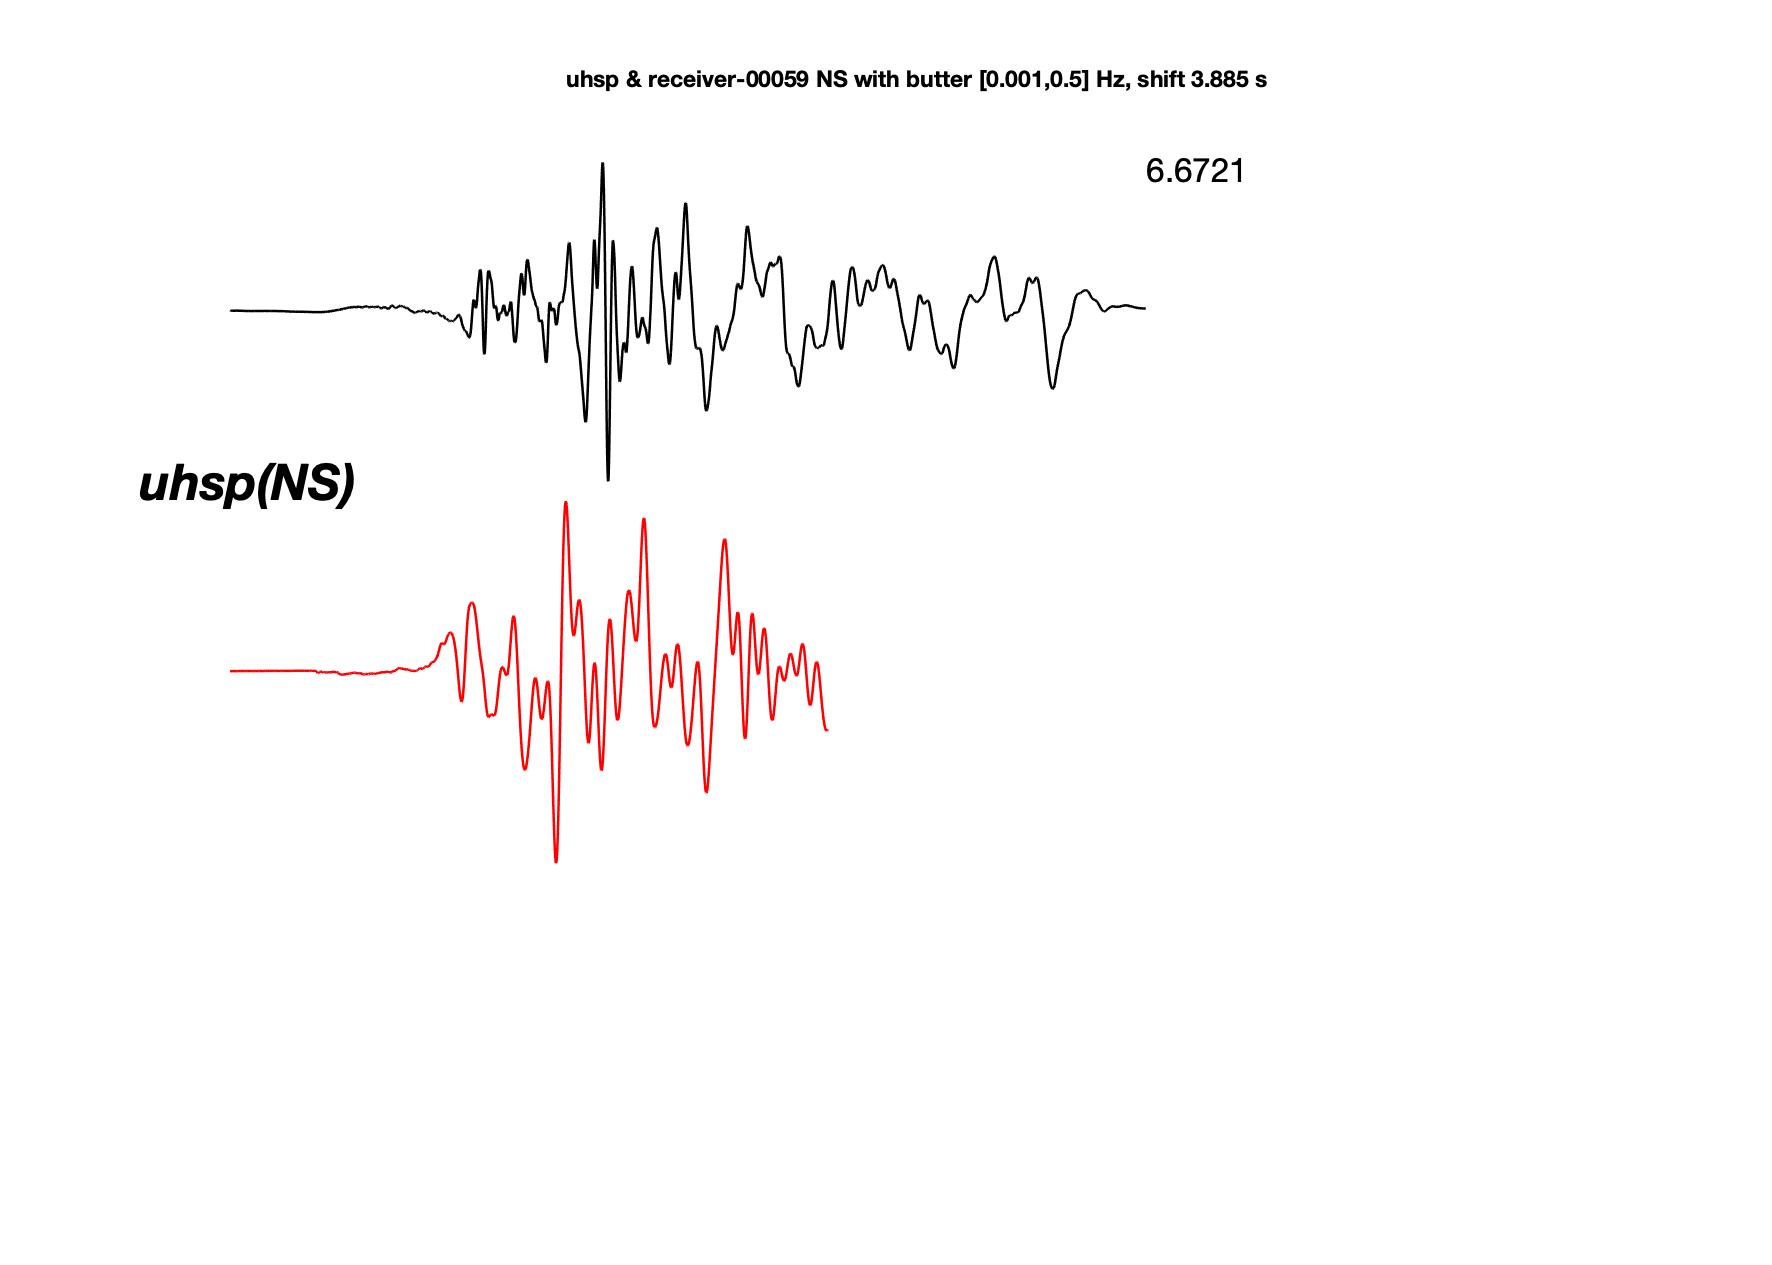 uhsp & receiver-00059 NS with butter [0.001,0.5] Hz, shift 3.885 s
6.6721
uhsp(NS)